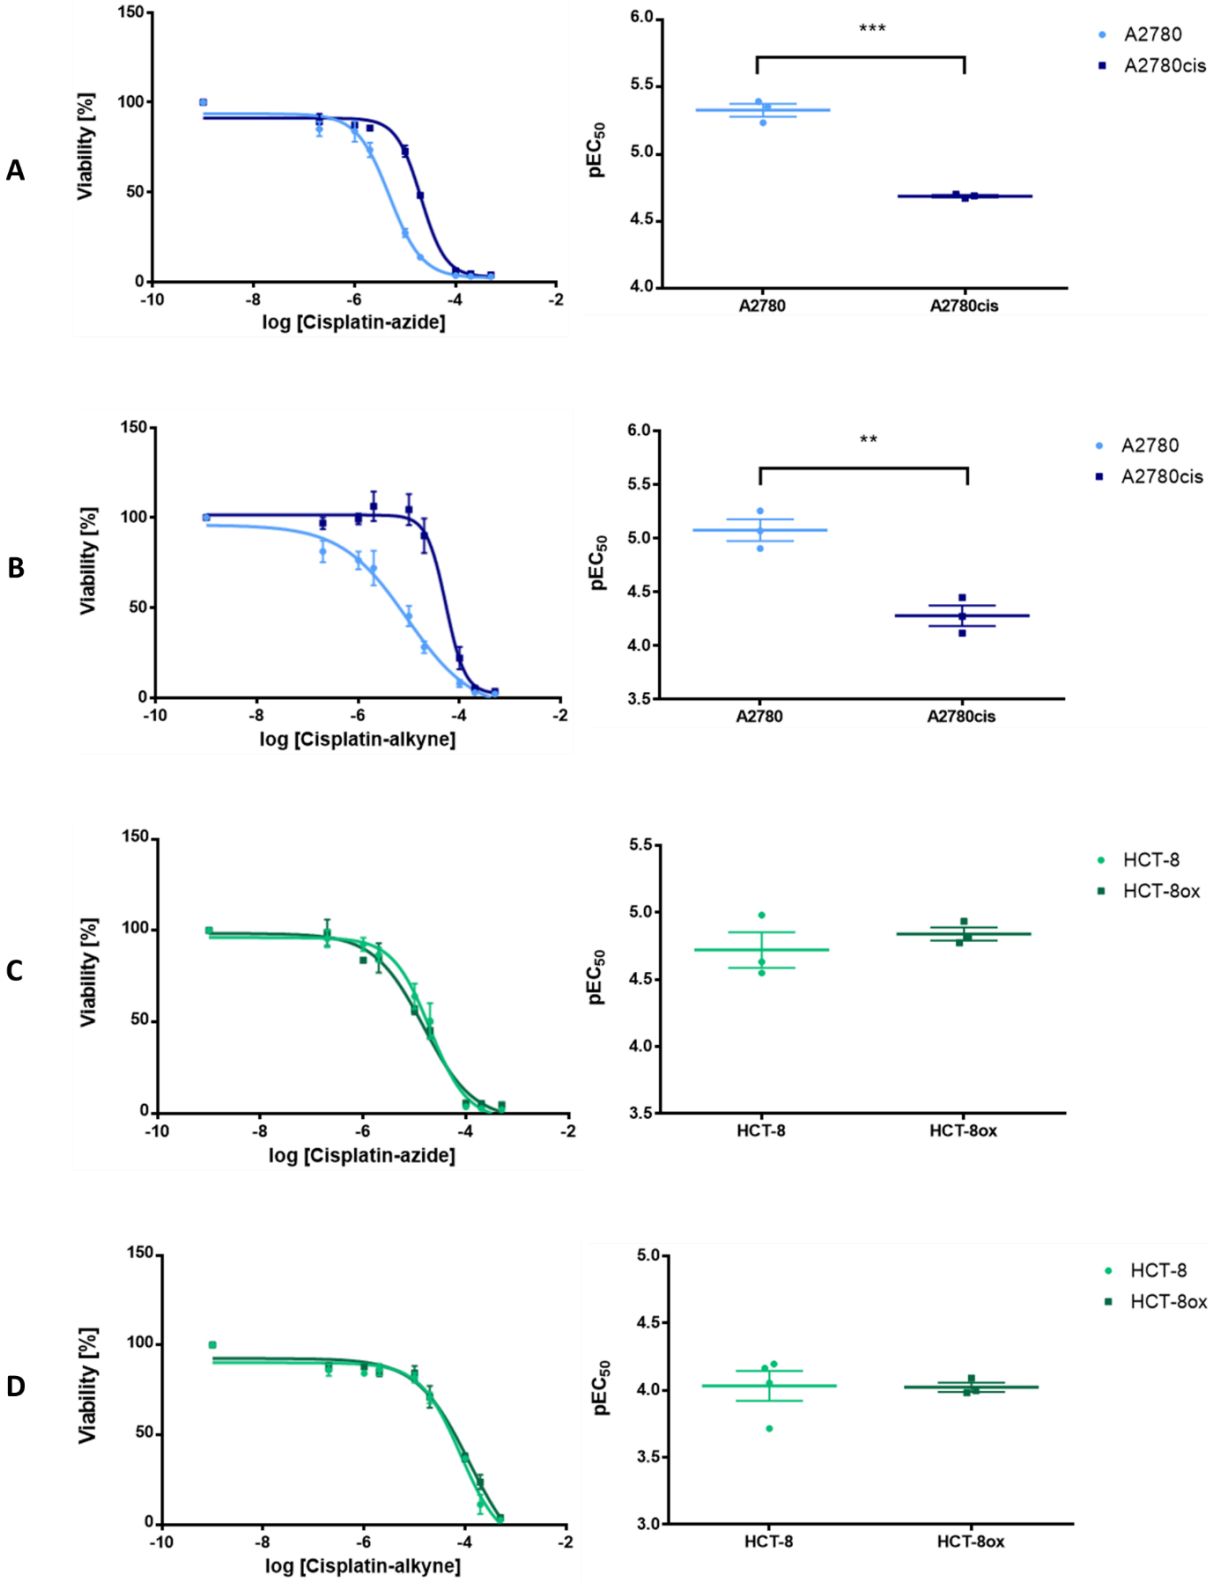 A
Viability [%]
150
100
50
0
-10 -8 -6 -4 -2
log [Cisplatin-azide]
pEC50
6.0
5.5
5.0
4.5
4.0
***
A2780 A2780cis
A2780
A2780cis
B
Viability [%]
150
100
50
0
-10 -8 -6 -4 -2
log [Cisplatin-alkyne]
pEC50
6.0
5.5
5.0
4.5
4.0
3.5
**
A2780 A2780cis
A2780
A2780cis
C
Viability [%]
150
100
50
0
-10 -8 -6 -4 -2
log [Cisplatin-azide]
pEC50
5.5
5.0
4.5
4.0
3.5
HCT-8 HCT-8ox
HCT-8
HCT-8ox
D
Viability [%]
150
100
50
0
-10 -8 -6 -4 -2
log [Cisplatin-alkyne]
pEC50
5.0
4.5
4.0
3.5
3.0
HCT-8 HCT-8ox
HCT-8
HCT-8ox